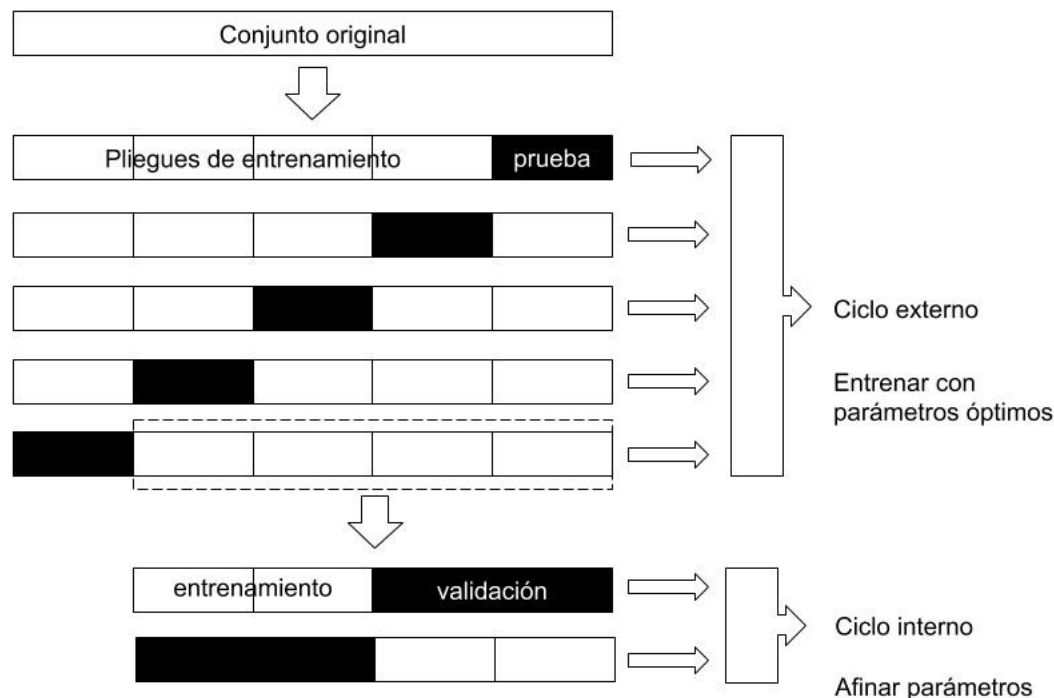 Conjunto original
Pliegues de entrenamiento
prueba
Ciclo externo
Entrenar con
parámetros óptimos
entrenamiento
validación
Ciclo interno
Afinar parámetros